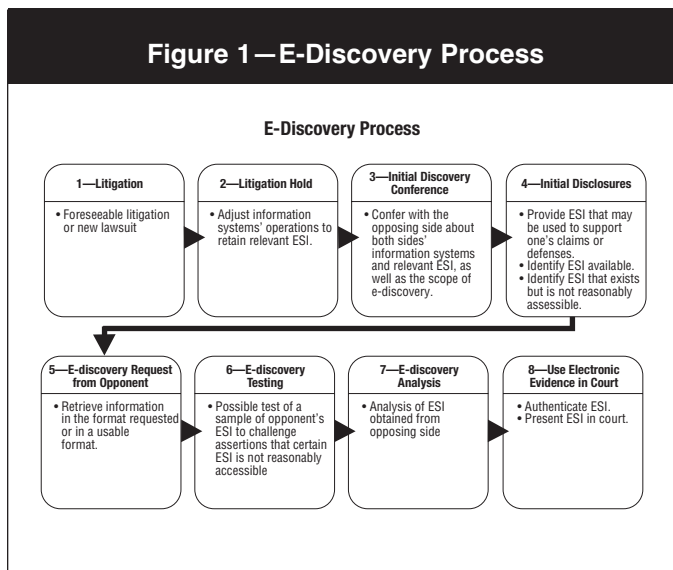 Figure 1—E-Discovery Process
E-Discovery Process
1—Litigation
• Foreseeable litigation
or new lawsuit
2—Litigation Hold
• Adjust information
systems' operations to
retain relevant ESI.
3—Initial Discovery
Conference
• Confer with the
opposing side about
both sides'
information systems
and relevant ESI, as
well as the scope of
e-discovery.
4—Initial Disclosures
• Provide ESI that may
be used to support
one's claims or
defenses.
• Identify ESI available.
• Identify ESI that exists
but is not reasonably
assessible.
5—E-discovery Request
from Opponent
• Retrieve information
in the format requested
or in a usable
format.
6—E-discovery
Testing
• Possible test of a
sample of opponent's
ESI to challenge
assertions that certain
ESI is not reasonably
accessible
7—E-discovery
Analysis
• Analysis of ESI
obtained from
opposing side
8—Use Electronic
Evidence in Court
• Authenticate ESI.
• Present ESI in court.